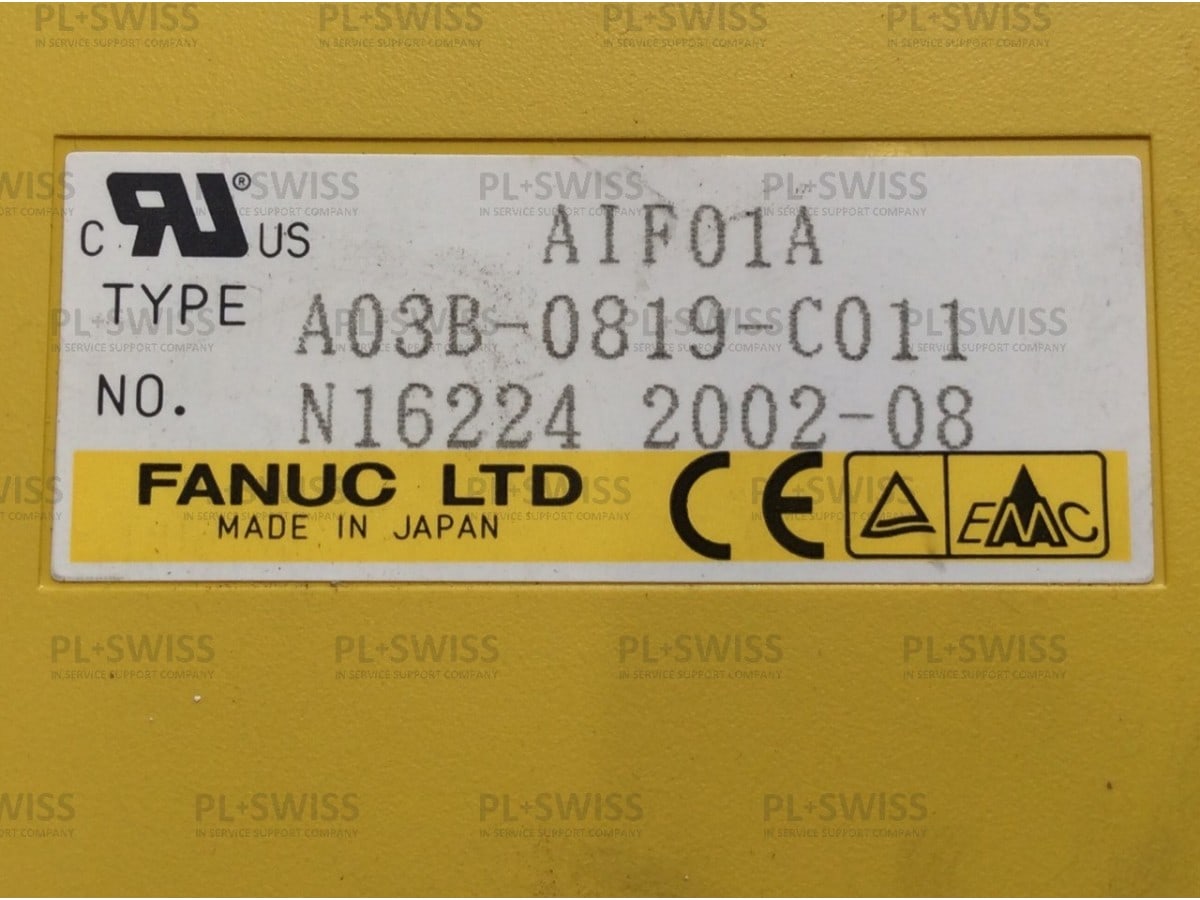 C RU® US AIF01A
TYPE A03B-0819-C011
NO. N16224 2002-08
FANUC LTD
MADE IN JAPAN
CE EMC
PL+SWISS
IN SERVICE SUPPORT COMPANY